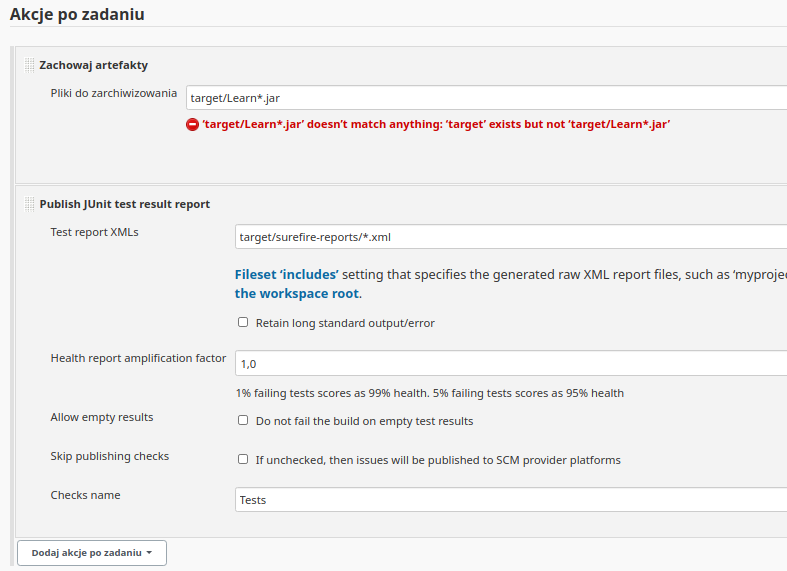 Akcje po zadaniu
Zachowaj artefakty
Pliki do zarchiwizowania
target/Learn*.jar
‘target/Learn*.jar’ doesn’t match anything: ‘target’ exists but not ‘target/Learn*.jar’
Publish JUnit test result report
Test report XMLs
target/surefire-reports/*.xml
Fileset ‘includes’ setting that specifies the generated raw XML report files, such as ‘myprojec
the workspace root.
Retain long standard output/error
Health report amplification factor
1,0
1% failing tests scores as 99% health. 5% failing tests scores as 95% health
Allow empty results
Do not fail the build on empty test results
Skip publishing checks
If unchecked, then issues will be published to SCM provider platforms
Checks name
Tests
Dodaj akcje po zadaniu